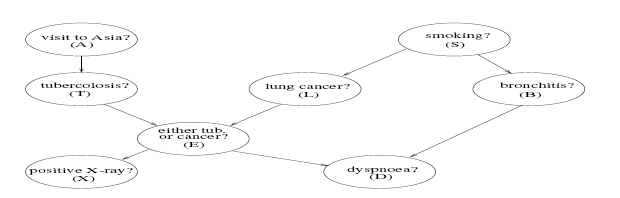 visit to Asia?
(A)
smoking?
(S)
tubercolosis?
(T)
lung cancer?
(L)
bronchitis?
(B)
either tub.
or cancer?
(E)
positive X-ray?
(X)
dyspnoea?
(D)